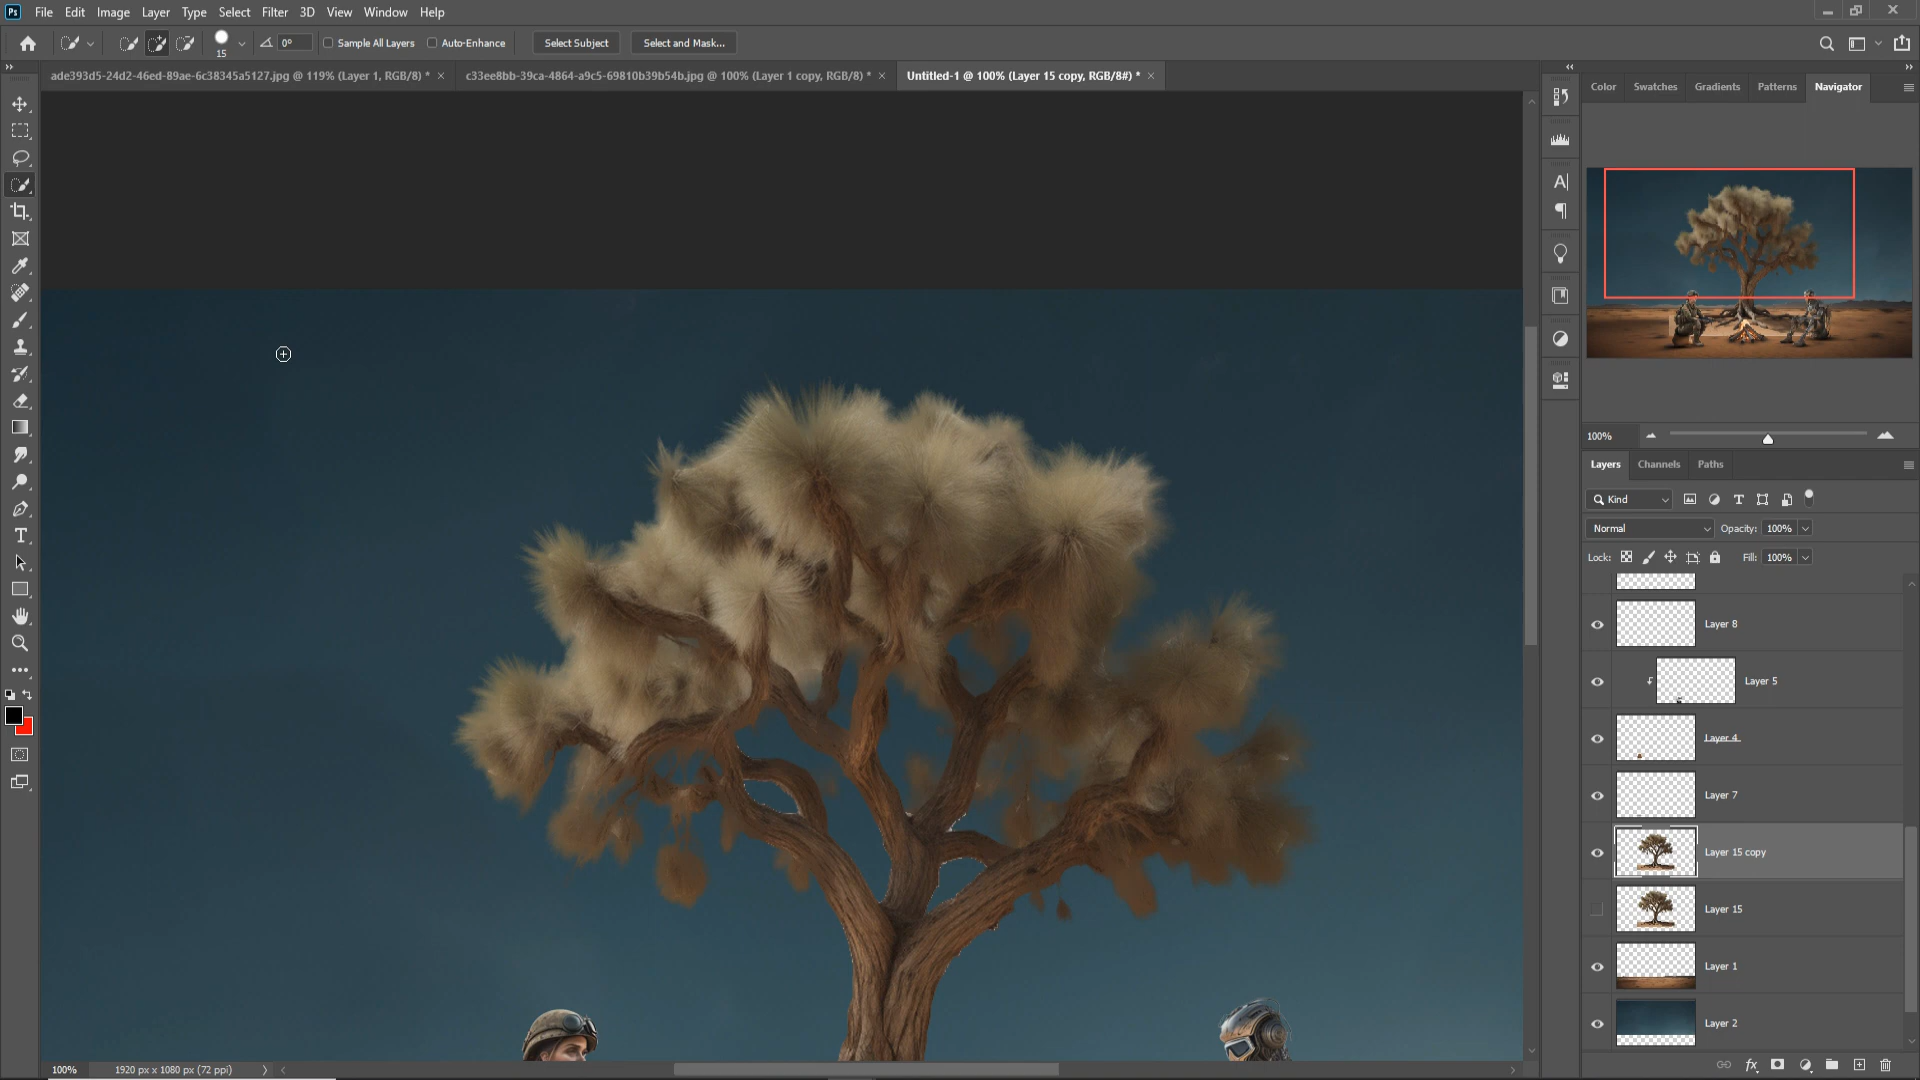 Ps File Edit Image Layer Type Select Filter 3D View Window Help
15 0° Sample All Layers Auto-Enhance Select Subject Select and Mask...
ade393d5-24d2-46ed-89ae-6c38345a5127.jpg @ 119% (Layer 1, RGB/8) * × c33ee8bb-39ca-4864-a9c5-69810b39b54b.jpg @ 100% (Layer 1 copy, RGB/8) * × Untitled-1 @ 100% (Layer 15 copy, RGB/8#) * ×
Color Swatches Gradients Patterns Navigator
100%
Layers Channels Paths
Kind
Normal Opacity: 100%
Lock: Fill: 100%
Layer 8
Layer 5
Layer 4
Layer 7
Layer 15 copy
Layer 15
Layer 1
Layer 2
100% 1920 px x 1080 px (72 ppi)